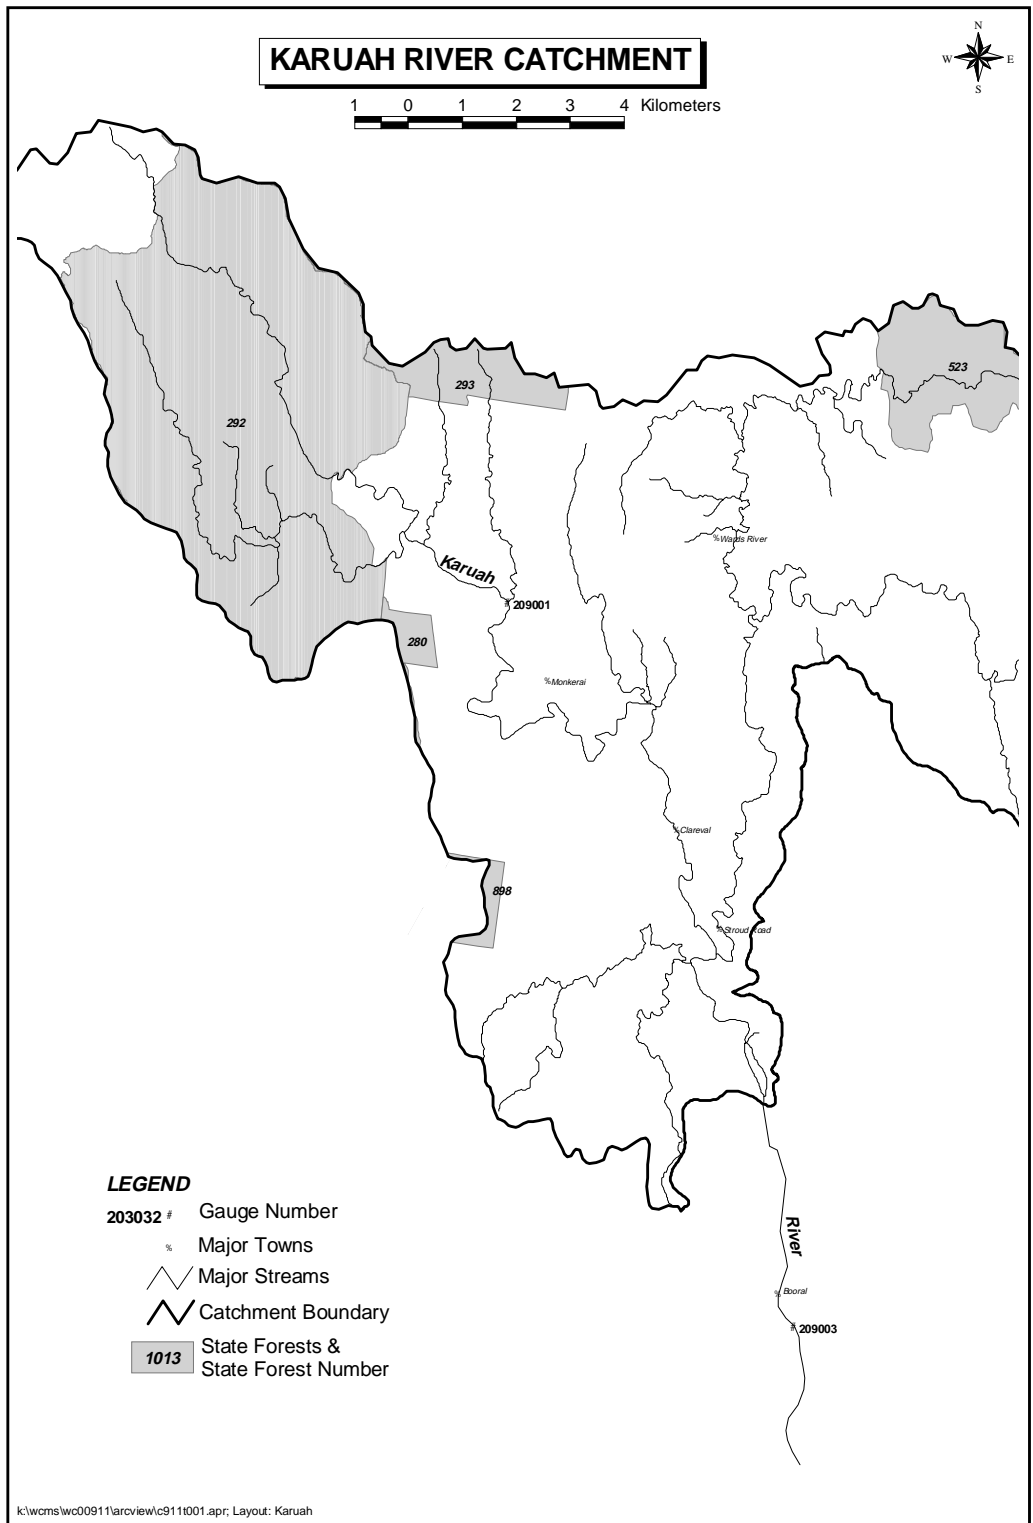 KARUAH RIVER CATCHMENT
N
W E
S
1 0 1 2 3 4 Kilometers
523
293
292
% Wards River
Karuah
# 209001
280
% Monkerai
% Clareval
898
% Stroud Road
LEGEND
203032 # Gauge Number
% Major Towns
Major Streams
Catchment Boundary
1013 State Forests &
State Forest Number
River
% Booral
# 209003
k:\wcms\wc00911\arcview\c911t001.apr; Layout: Karuah